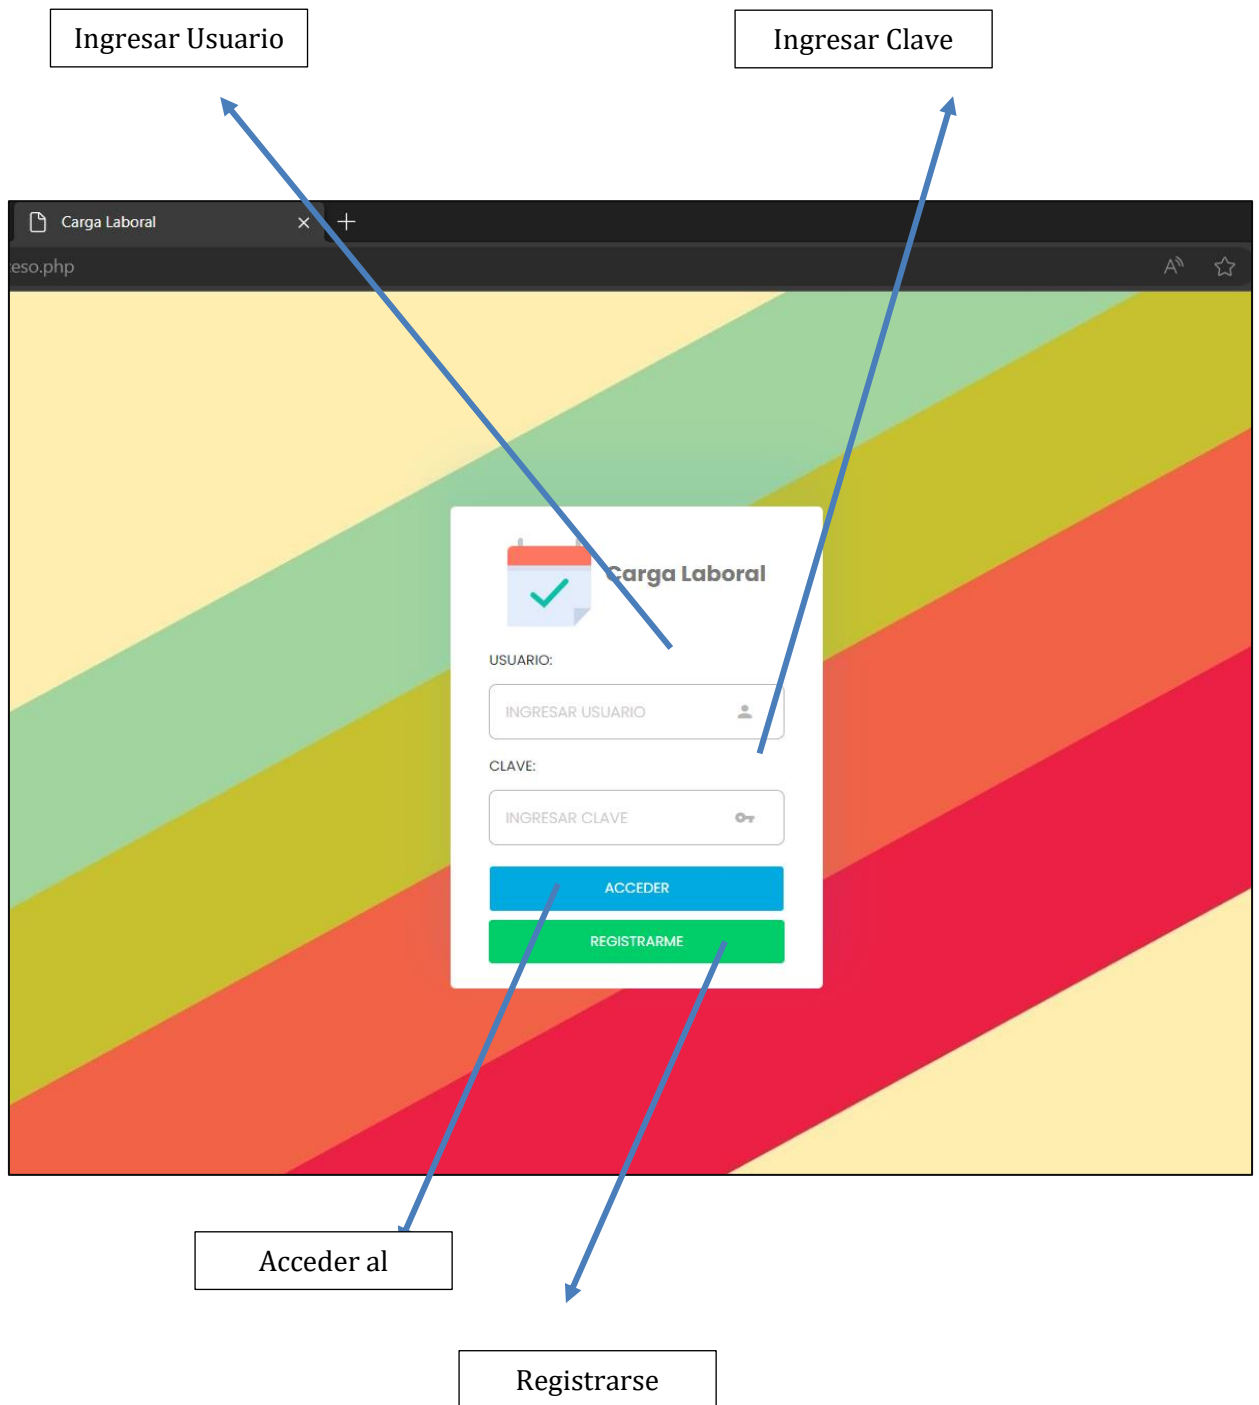 Ingresar Usuario
Ingresar Clave
Carga Laboral
eso.php
Carga Laboral
USUARIO:
INGRESAR USUARIO
CLAVE:
INGRESAR CLAVE
ACCEDER
REGISTRARME
Acceder al
Registrarse